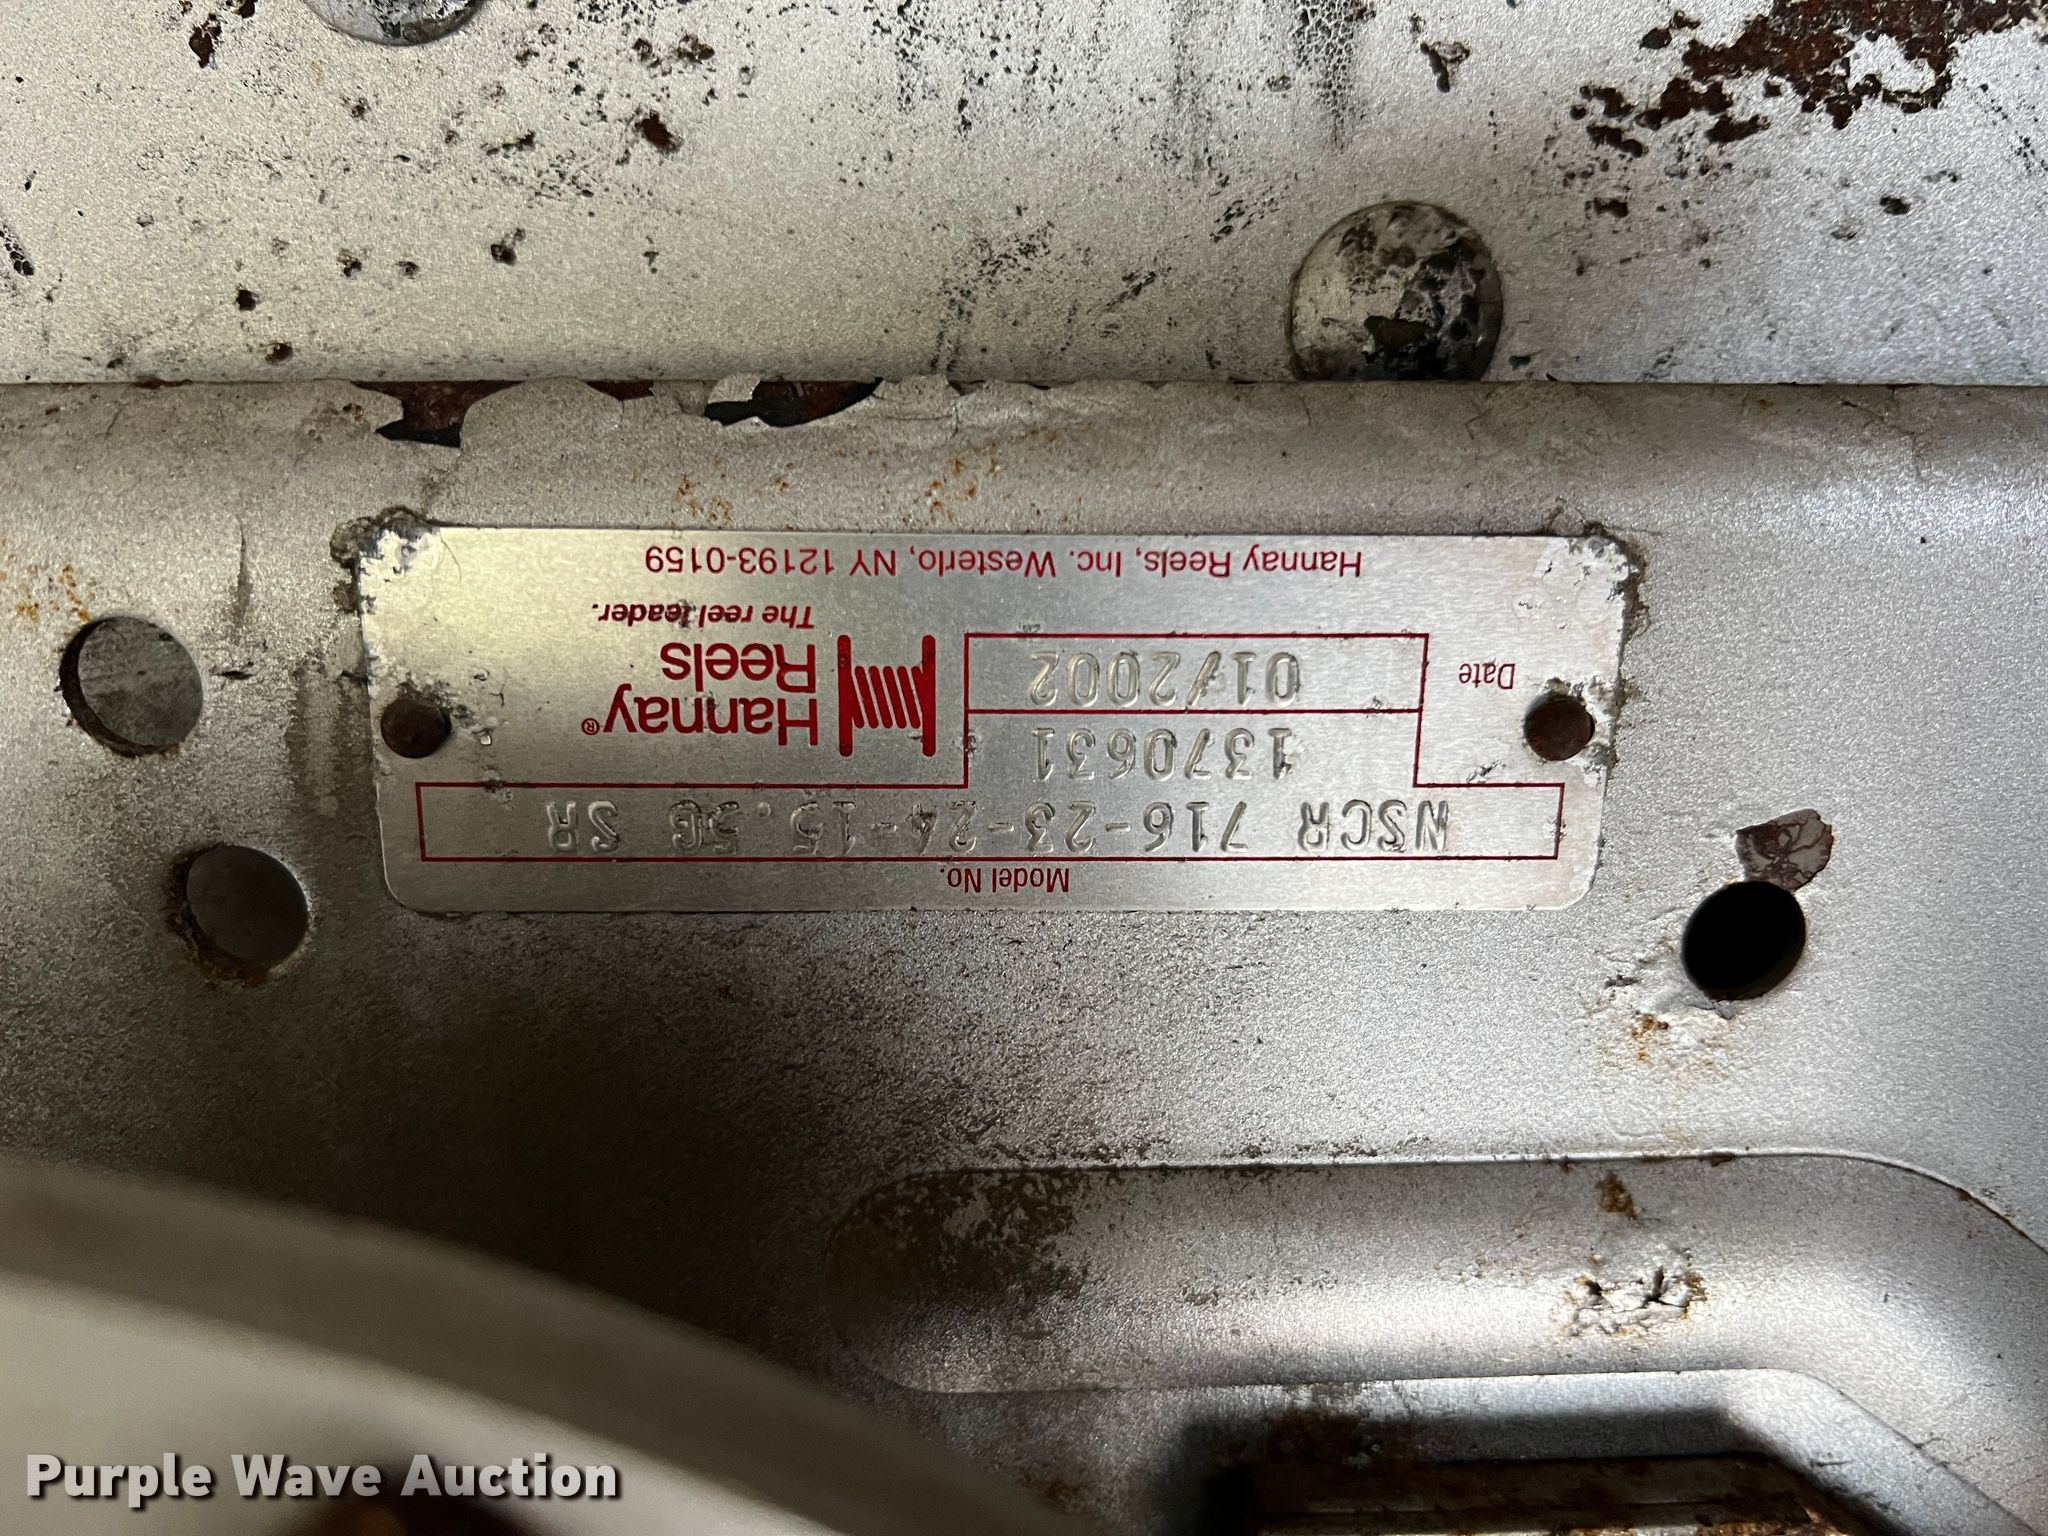 Model No.
NSCR 716-23-24-15.5G SR
1370631
Date
01/2002
Hannay®
Reels
The reel leader.
Hannay Reels, Inc. Westerlo, NY 12193-0159
Purple Wave Auction